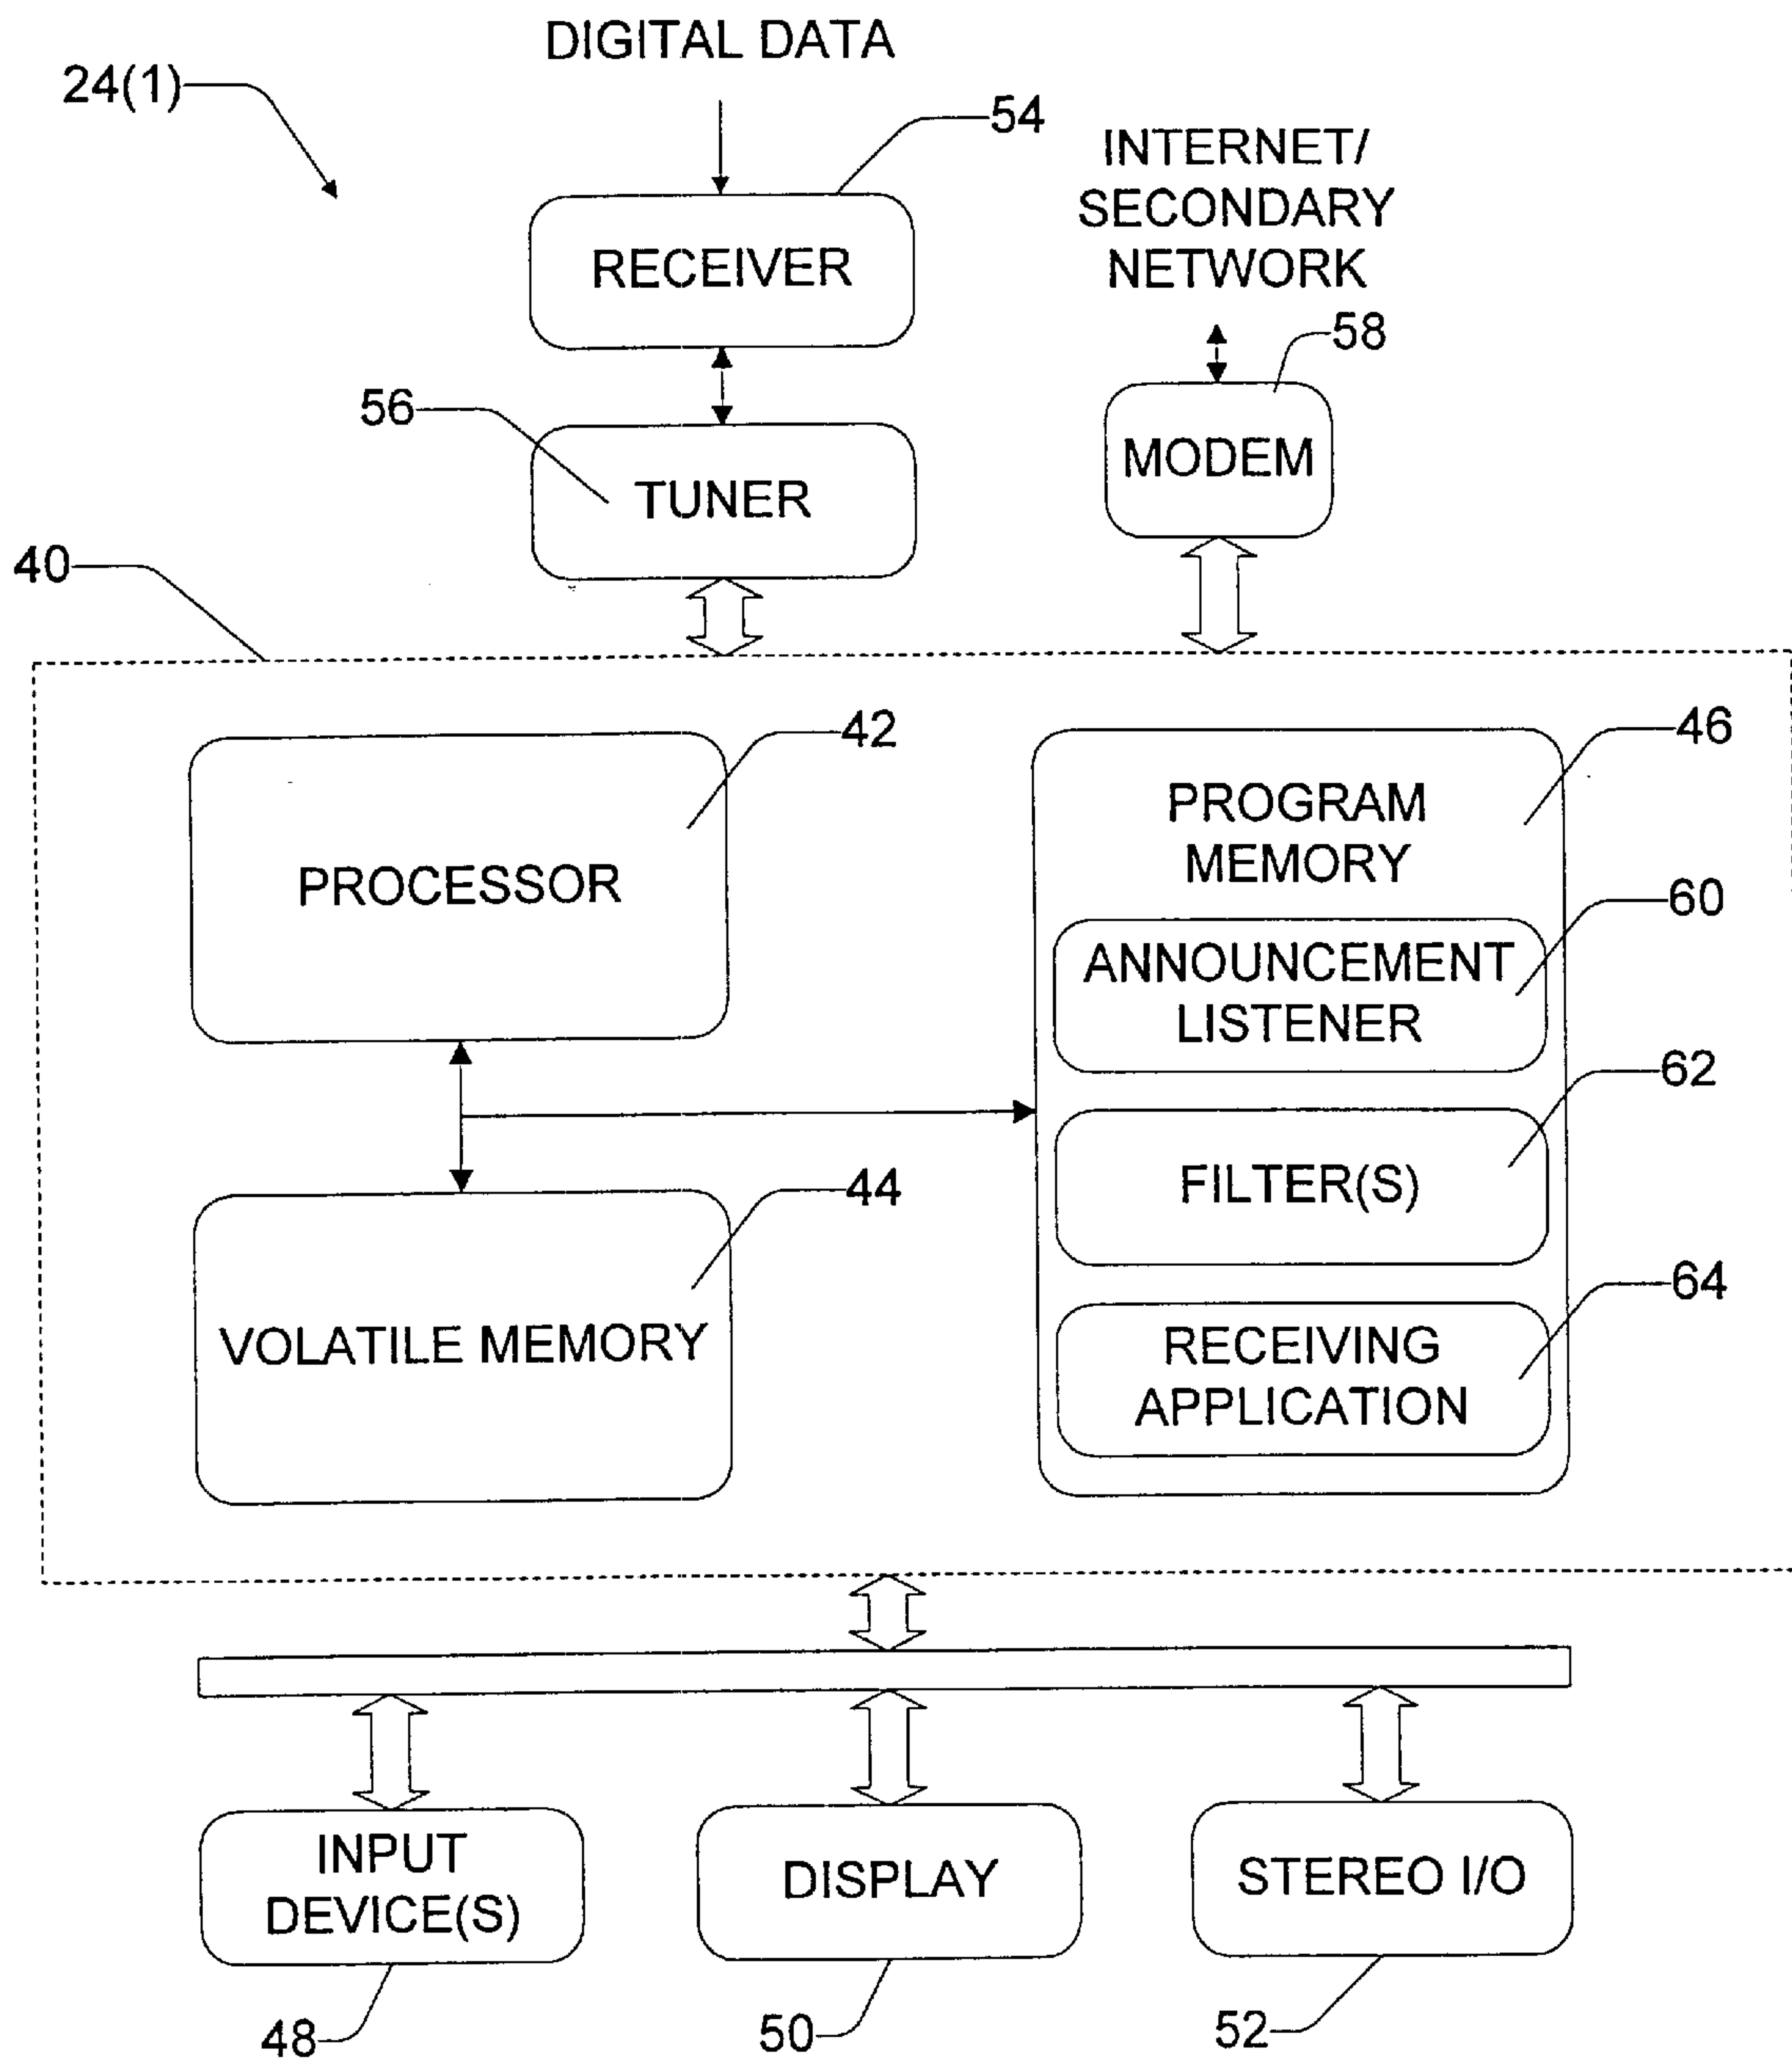 DIGITAL DATA
24(1)
54
RECEIVER
INTERNET/
SECONDARY
NETWORK
58
56
TUNER
MODEM
40
42
PROCESSOR
46
PROGRAM
MEMORY
60
ANNOUNCEMENT
LISTENER
62
FILTER(S)
44
VOLATILE MEMORY
64
RECEIVING
APPLICATION
INPUT
DEVICE(S)
DISPLAY
STEREO I/O
48
50
52